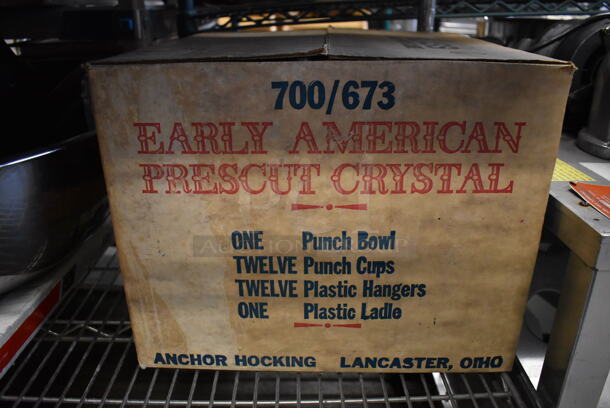 700/673
EARLY AMERICAN
PRESCUT CRYSTAL
ONE Punch Bowl
TWELVE Punch Cups
TWELVE Plastic Hangers
ONE Plastic Ladle
ANCHOR HOCKING LANCASTER, OHIO